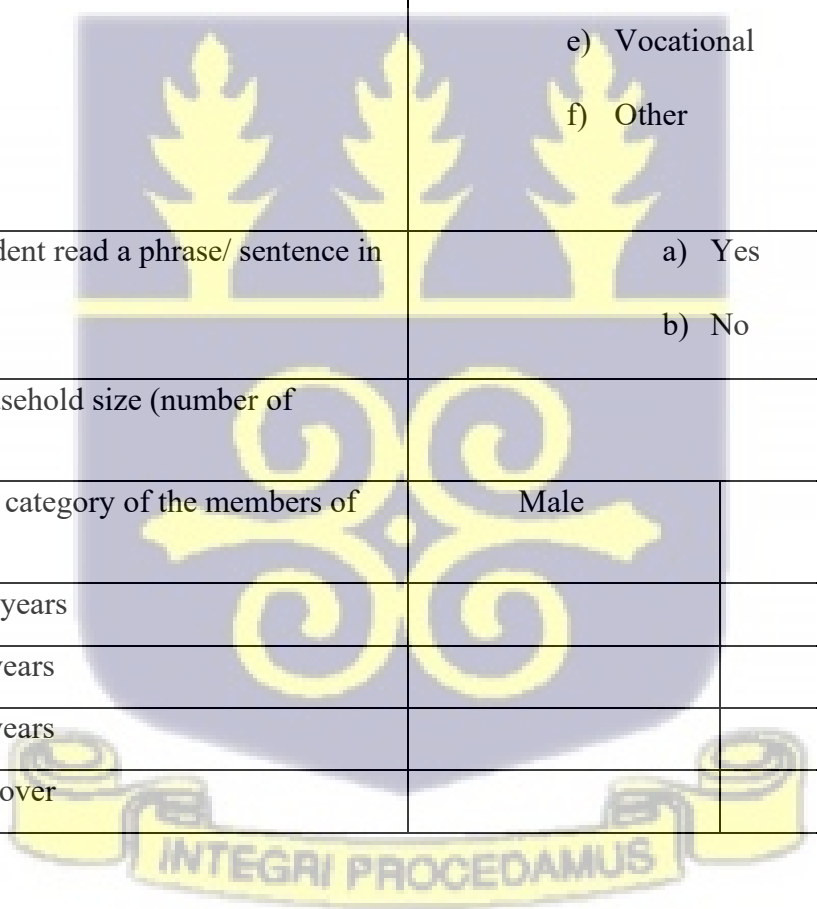 e) Vocational
f) Other
dent read a phrase/ sentence in
a) Yes
b) No
sehold size (number of
category of the members of
Male
years
years
years
over
INTEGRI PROCEDAMUS